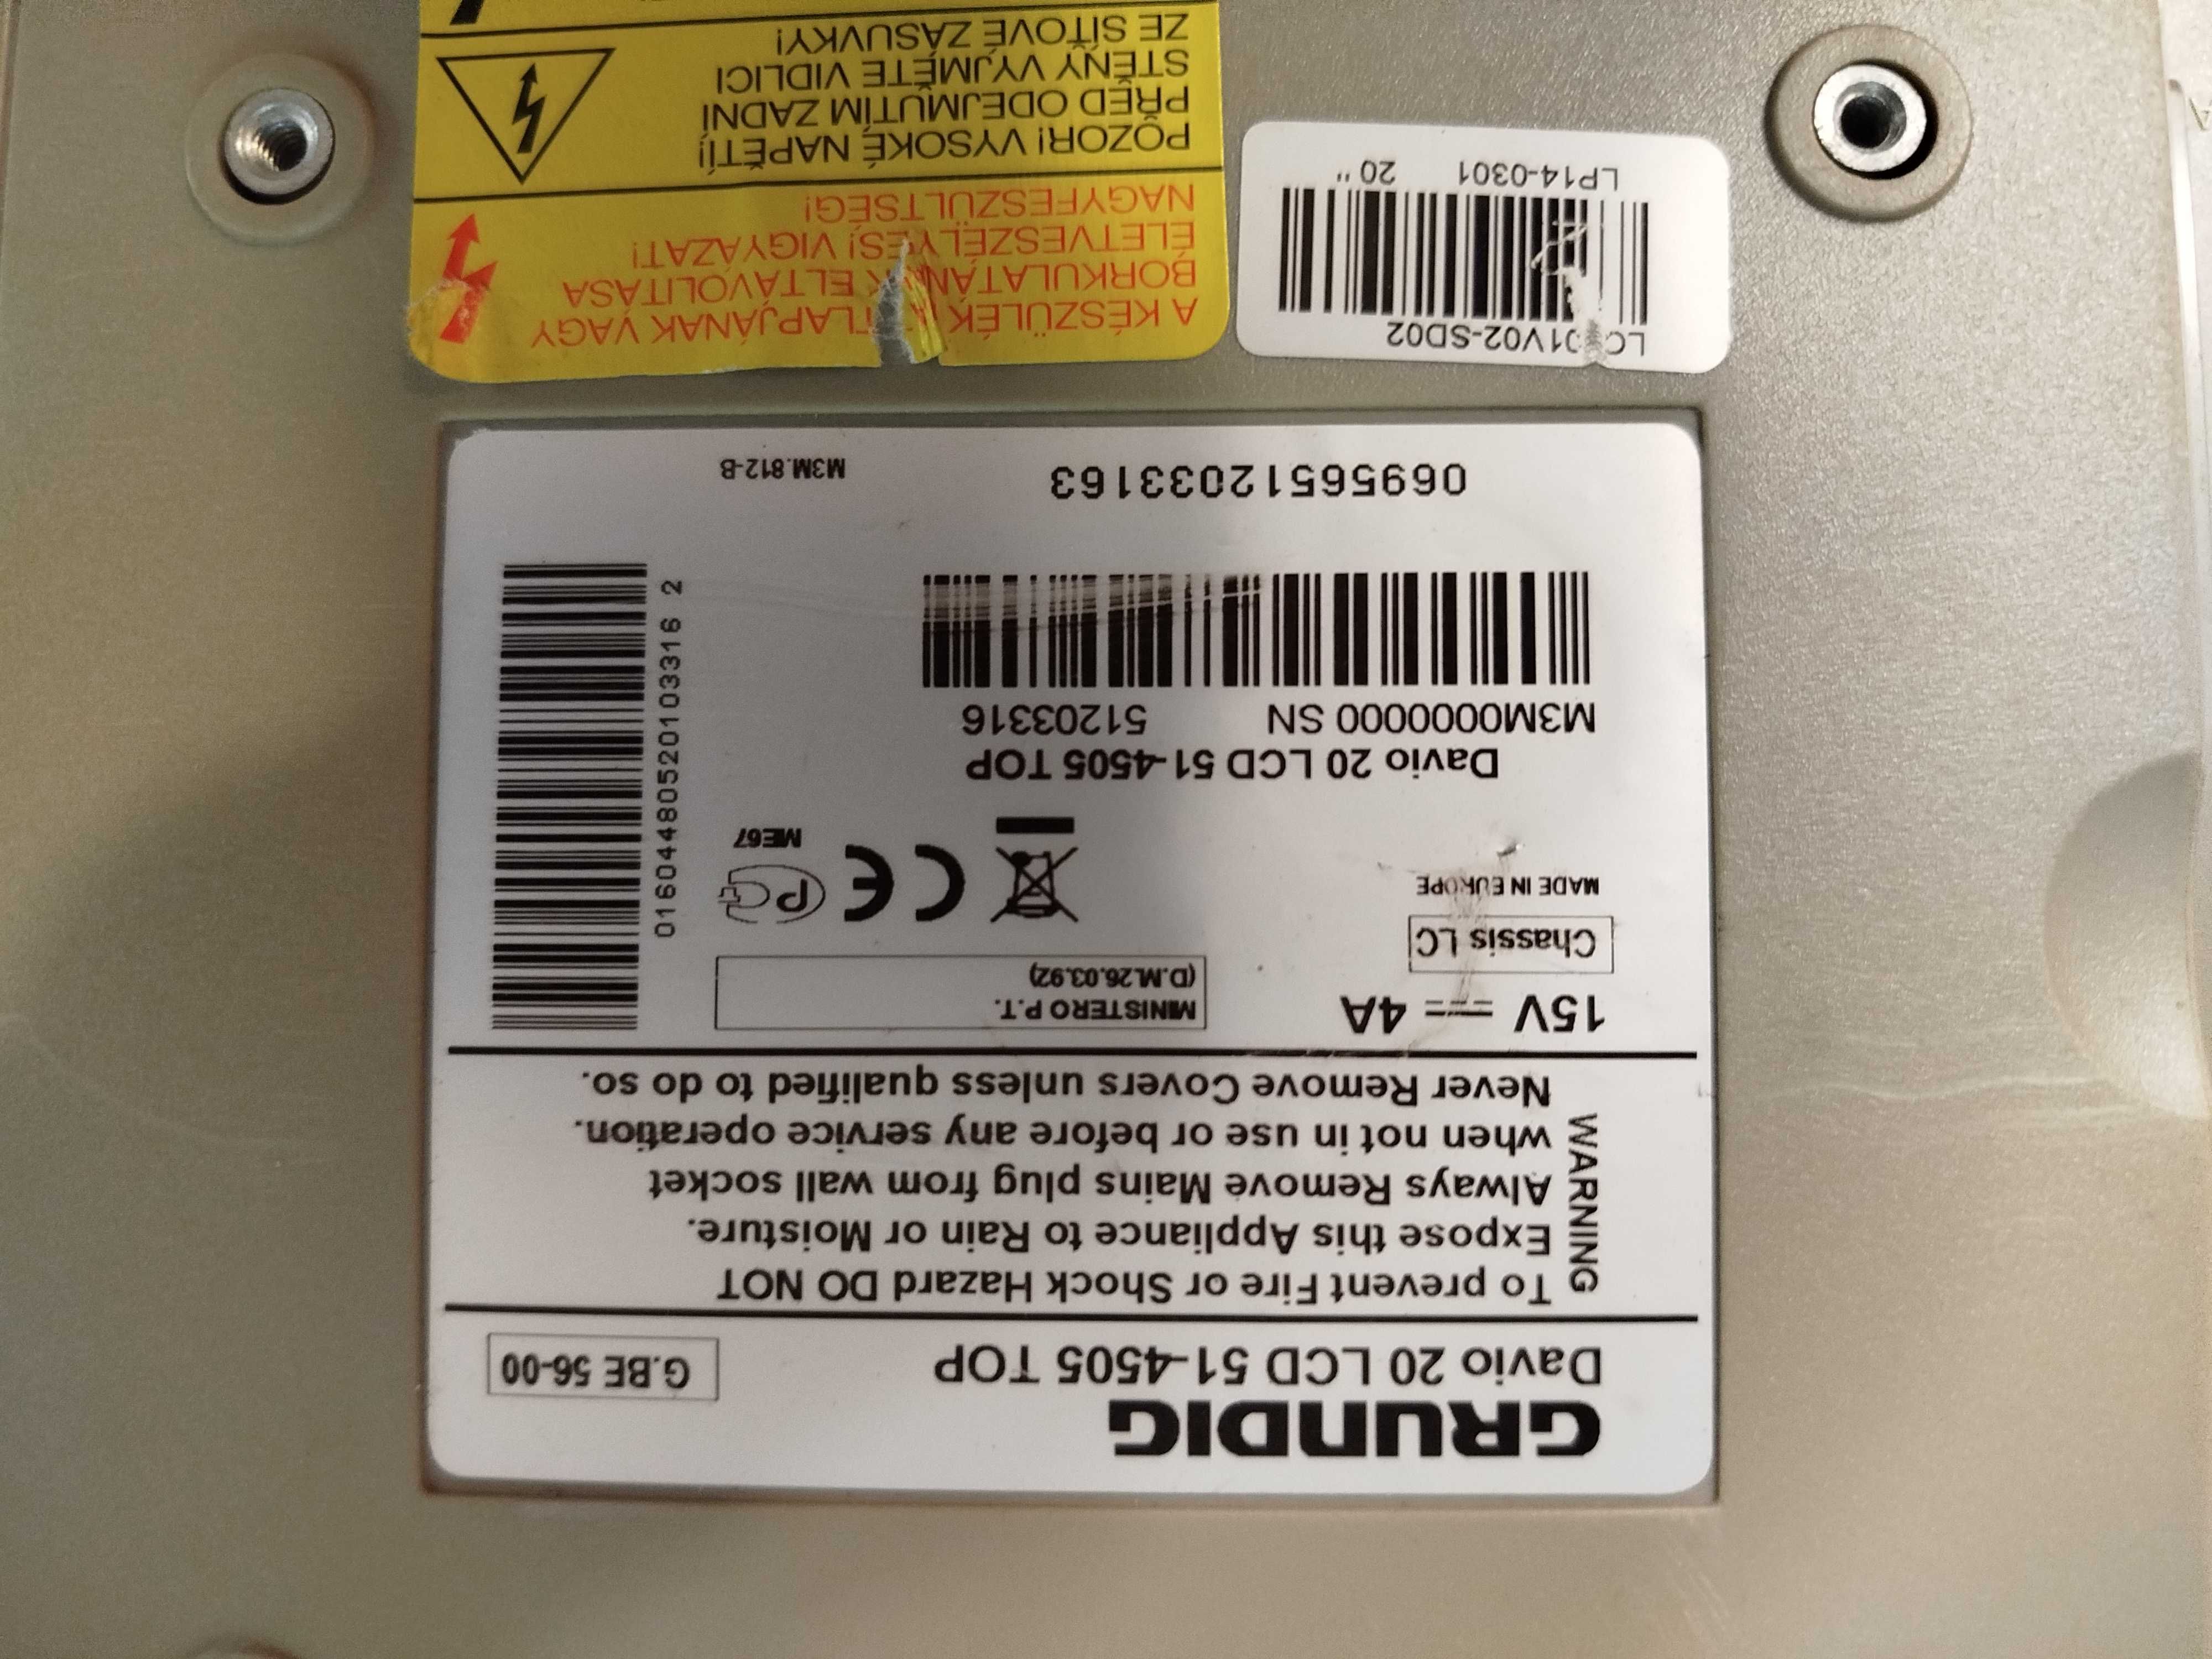 GRUNDIG
Davio 20 LCD 51-4505 TOP
G.BE 56-00
WARNING
To prevent Fire or Shock Hazard DO NOT
Expose this Appliance to Rain or Moisture.
Always Remove Mains plug from wall socket
when not in use or before any service operation.
Never Remove Covers unless qualified to do so.
15V 4A
MINISTERO P.T.
(D.M.26.03.92)
Chassis LC
MADE IN EUROPE
ME67
Davio 20 LCD 51-4505 TOP
M3M0000000 SN 51203316
01604480520103316 2
06956512033163
M3M.812-B
LC 01V02-SD02
LP14-0301 20 "
A KÉSZÜLÉK HÁTLAPJÁNAK VAGY
BORKULATÁNAK ELTÁVOLITÁSA
ÉLETVESZÉLYES! VIGYÁZAT!
NAGYFESZÜLTSÉG!
POZOR! VYSOKÉ NAPĚTÍ!
PŘED ODEJMUTÍM ZADNÍ
STĚNY VYJMĚTE VIDLICI
ZE SÍŤOVÉ ZÁSUVKY!